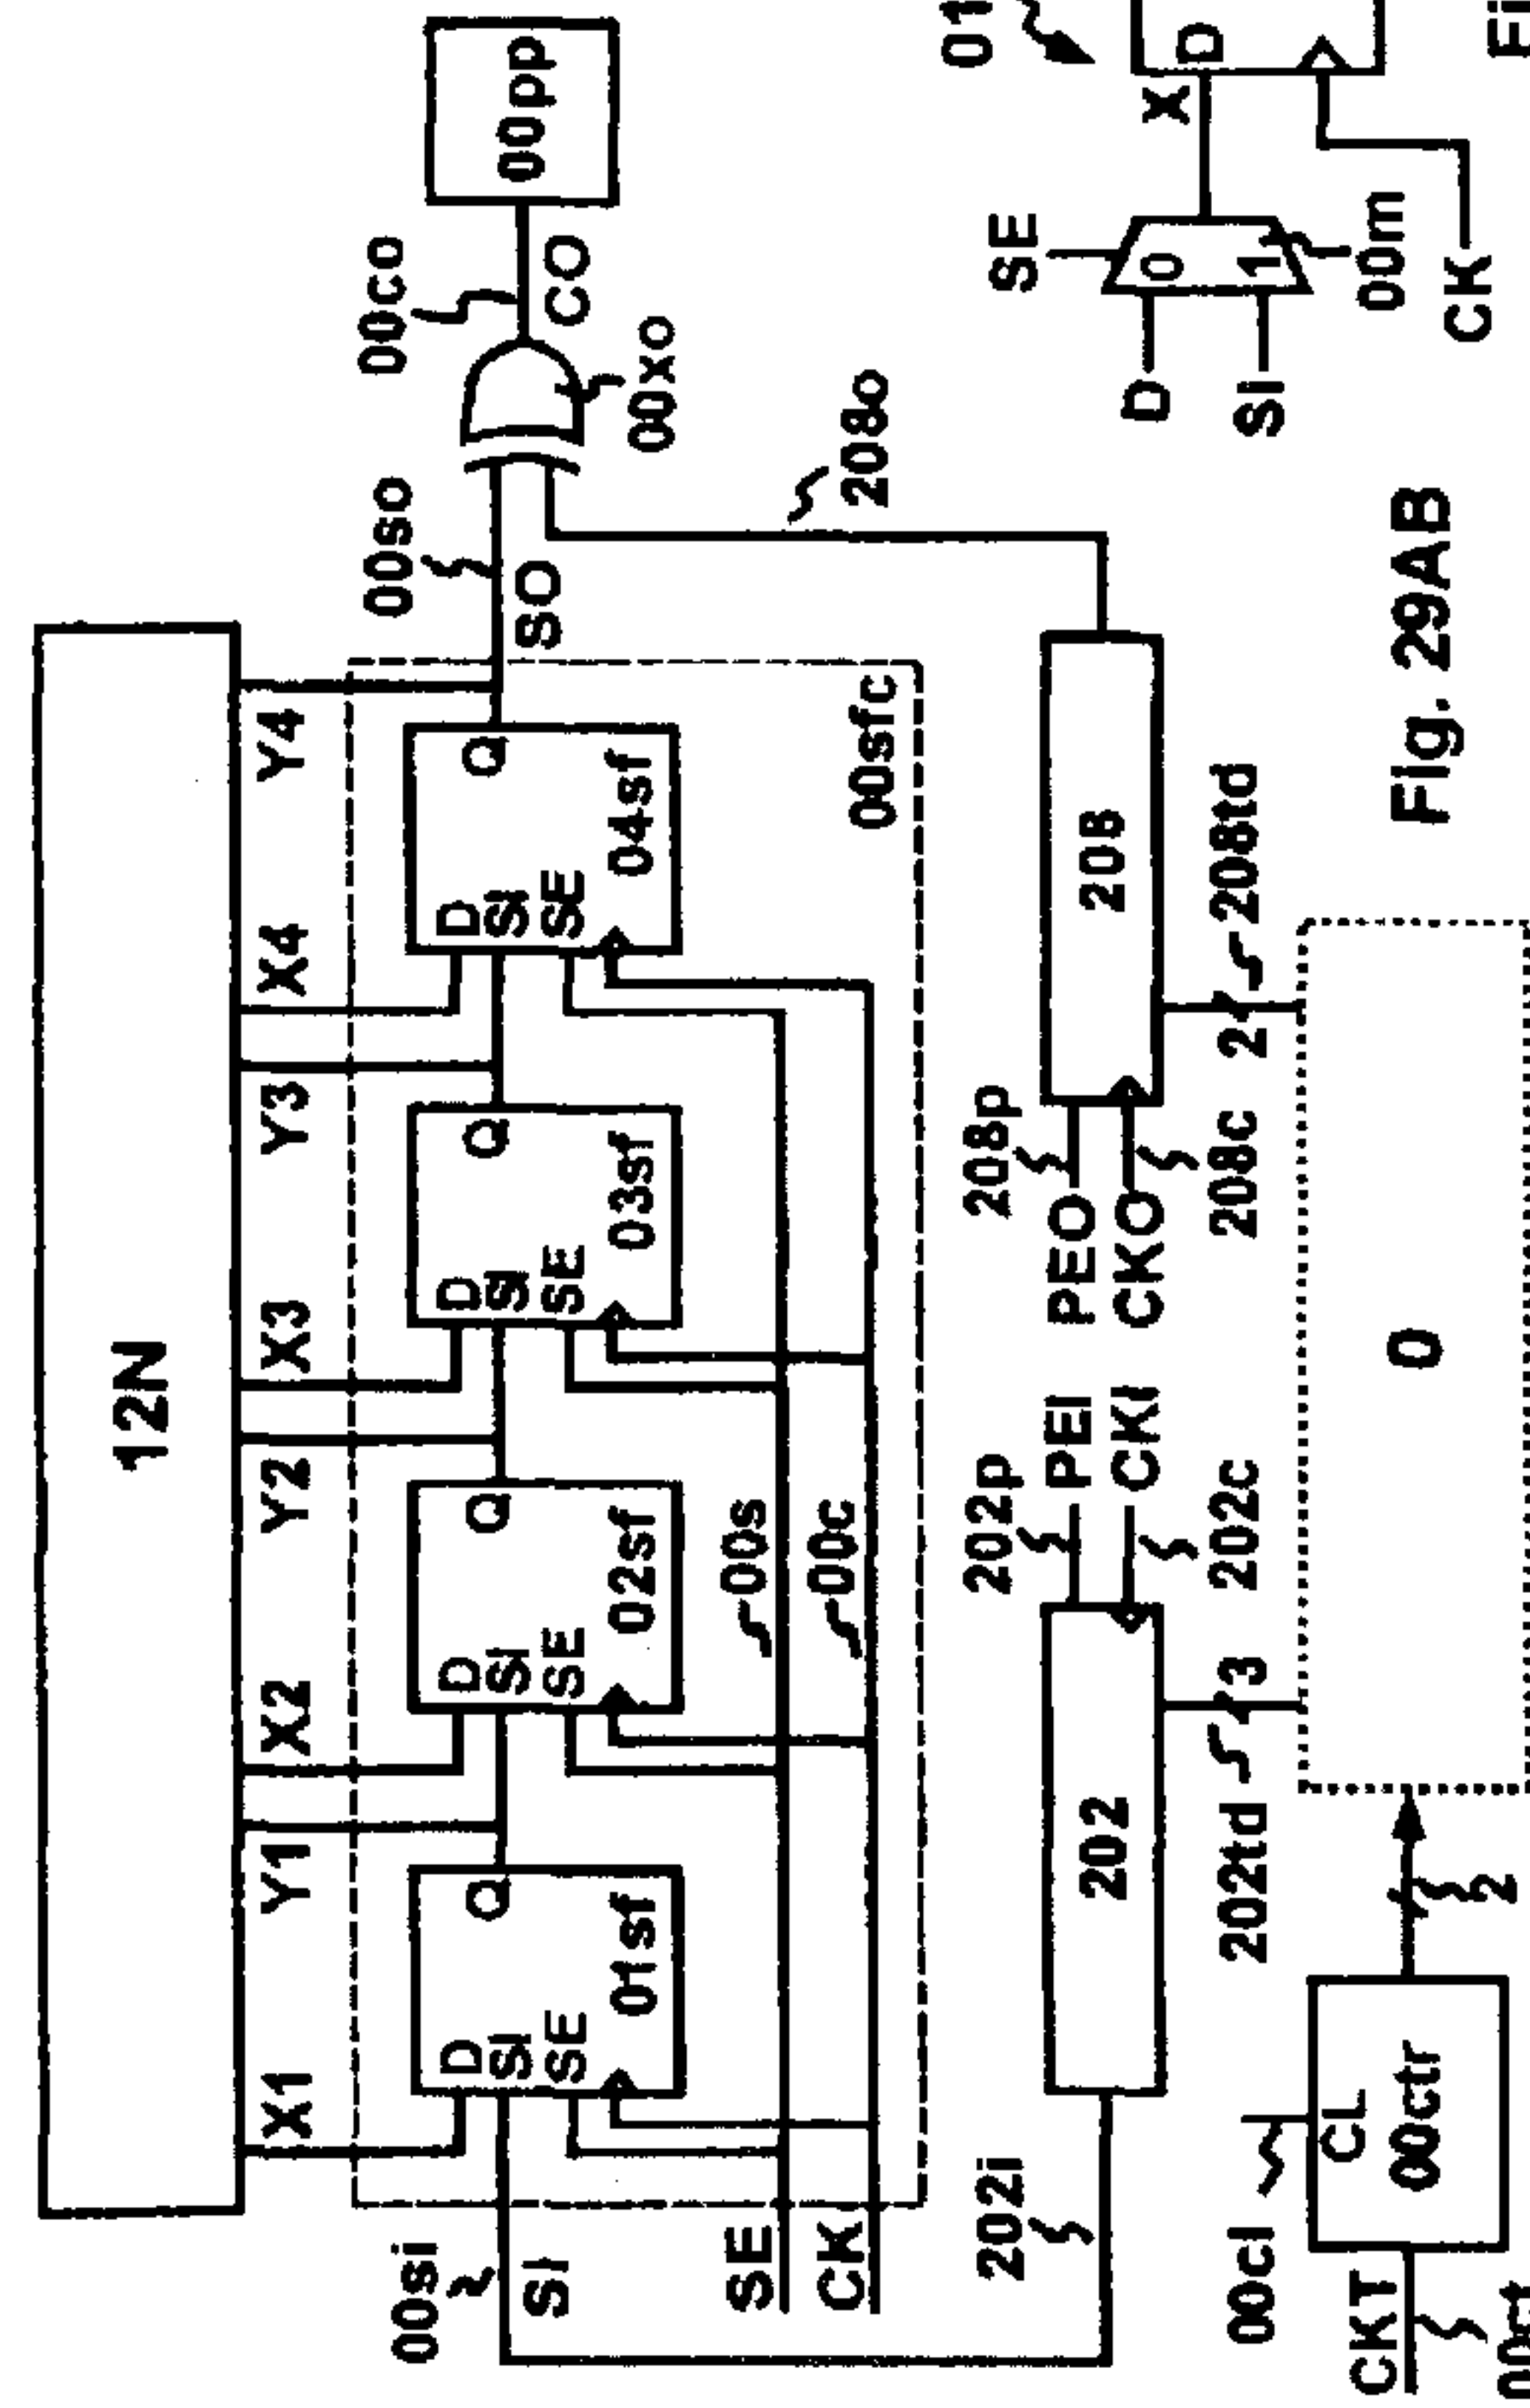 12N
X1
Y1
X2
Y2
X3
Y3
X4
Y4
00si
SI
D
SI
SE
Q
01sf
D
SI
SE
Q
02sf
D
SI
SE
Q
03sf
D
SI
SE
Q
04sf
00so
SO
00co
CO
00pp
00xo
00s
00c
00sfc
SE
CK
208o
202i
202
202p
PEI
CKI
202c
202td
3
208p
PEO
CKO
208c
208
2
208td
0
00cl
CL
00ctr
CKT
2
Fig. 29AB
01
SE
D
SI
0
1
X
D
00m
CK